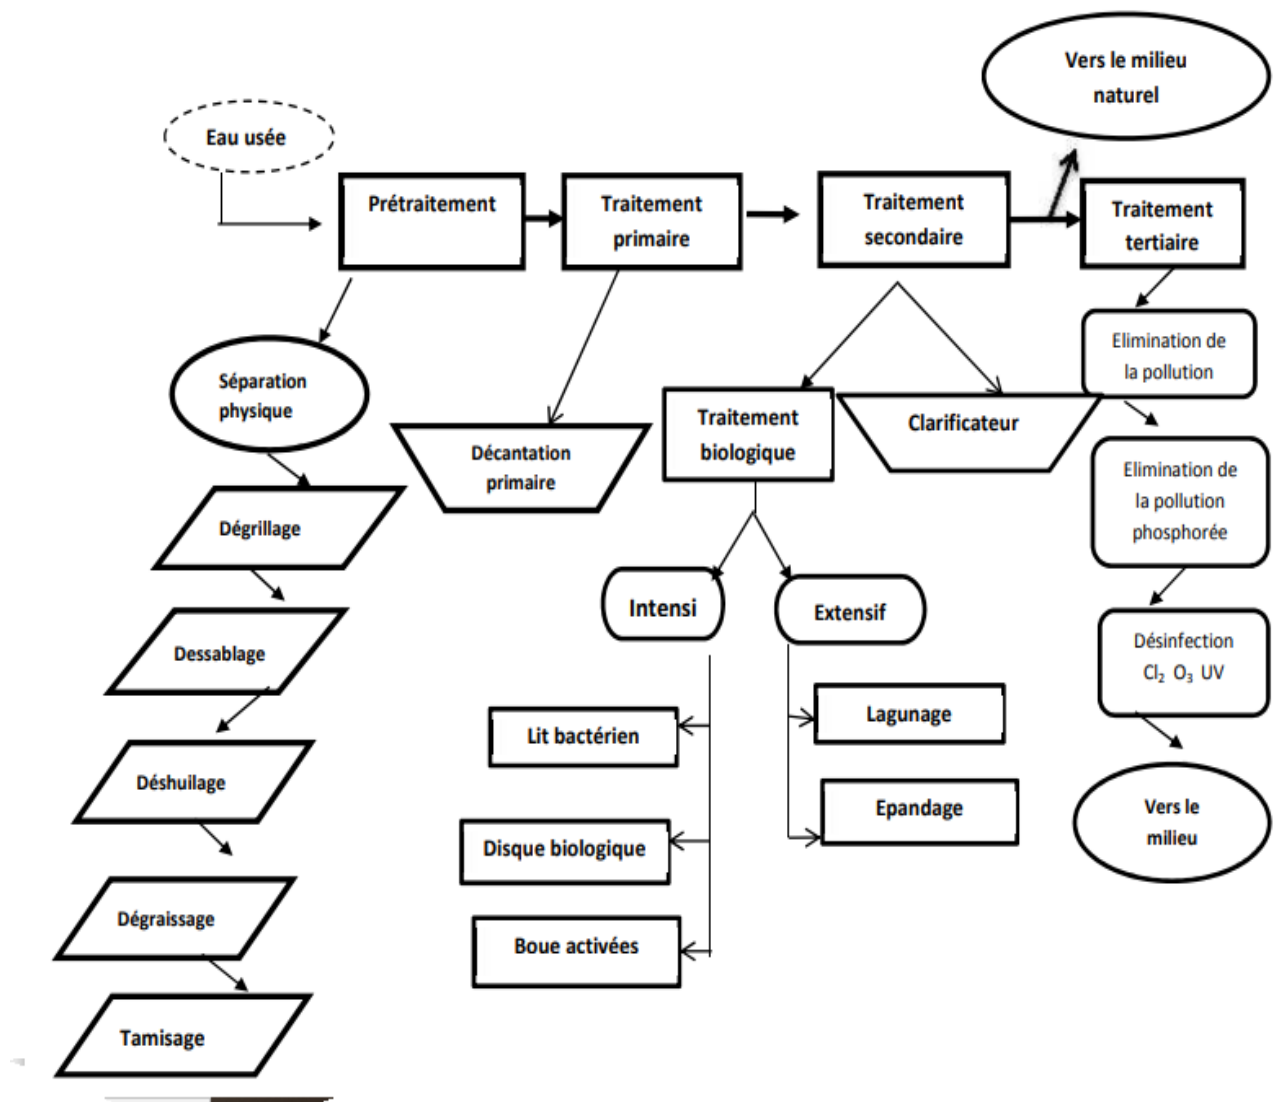 Vers le milieu
naturel
Eau usée
Prétraitement
Traitement
primaire
Traitement
secondaire
Traitement
tertiaire
Séparation
physique
Décantation
primaire
Traitement
biologique
Clarificateur
Elimination de
la pollution
Elimination de
la pollution
phosphorée
Dégrillage
Dessablage
Déshuilage
Dégraissage
Tamisage
Intensi
Extensif
Lit bactérien
Disque biologique
Boue activées
Lagunage
Epandage
Désinfection
Cl₂ O₃ UV
Vers le
milieu